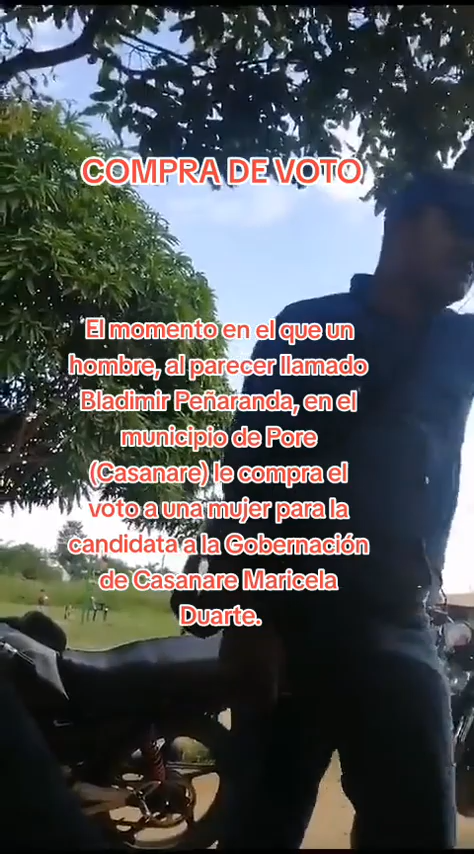 COMPRA DE VOTO
El momento en el que un
hombre, al parecer llamado
Bladimir Peñaranda, en el
municipio de Pore
(Casanare) le compra el
voto a una mujer para la
candidata a la Gobernación
de Casanare Maricela
Duarte.